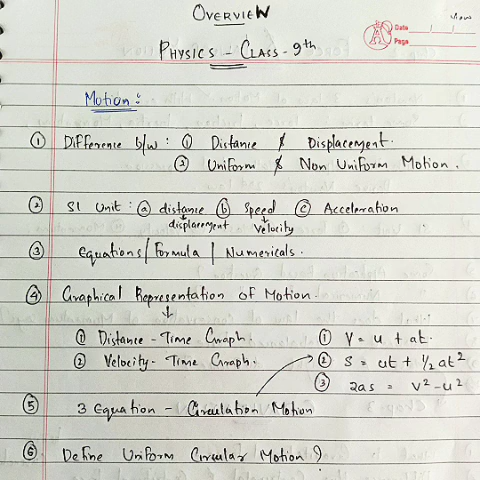 OVERVIEW
view
Date / /
Page
PHYSICS - CLASS - 9th
Motion :
① Difference b/w : ① Distance & Displacement.
② Uniform & Non Uniform Motion.
② SI Unit : ⓐ distance ⓑ Speed ⓒ Acceleration
displacement Velocity
③ Equations / Formula / Numericals.
④ Graphical Representation of Motion.
① Distance - Time Graph. ① V = u + at.
② Velocity - Time Graph. ② S = ut + 1/2 at²
③ 2as = v² - u²
⑤ 3 Equation - Circulation Motion
⑥ Define Uniform Circular Motion?